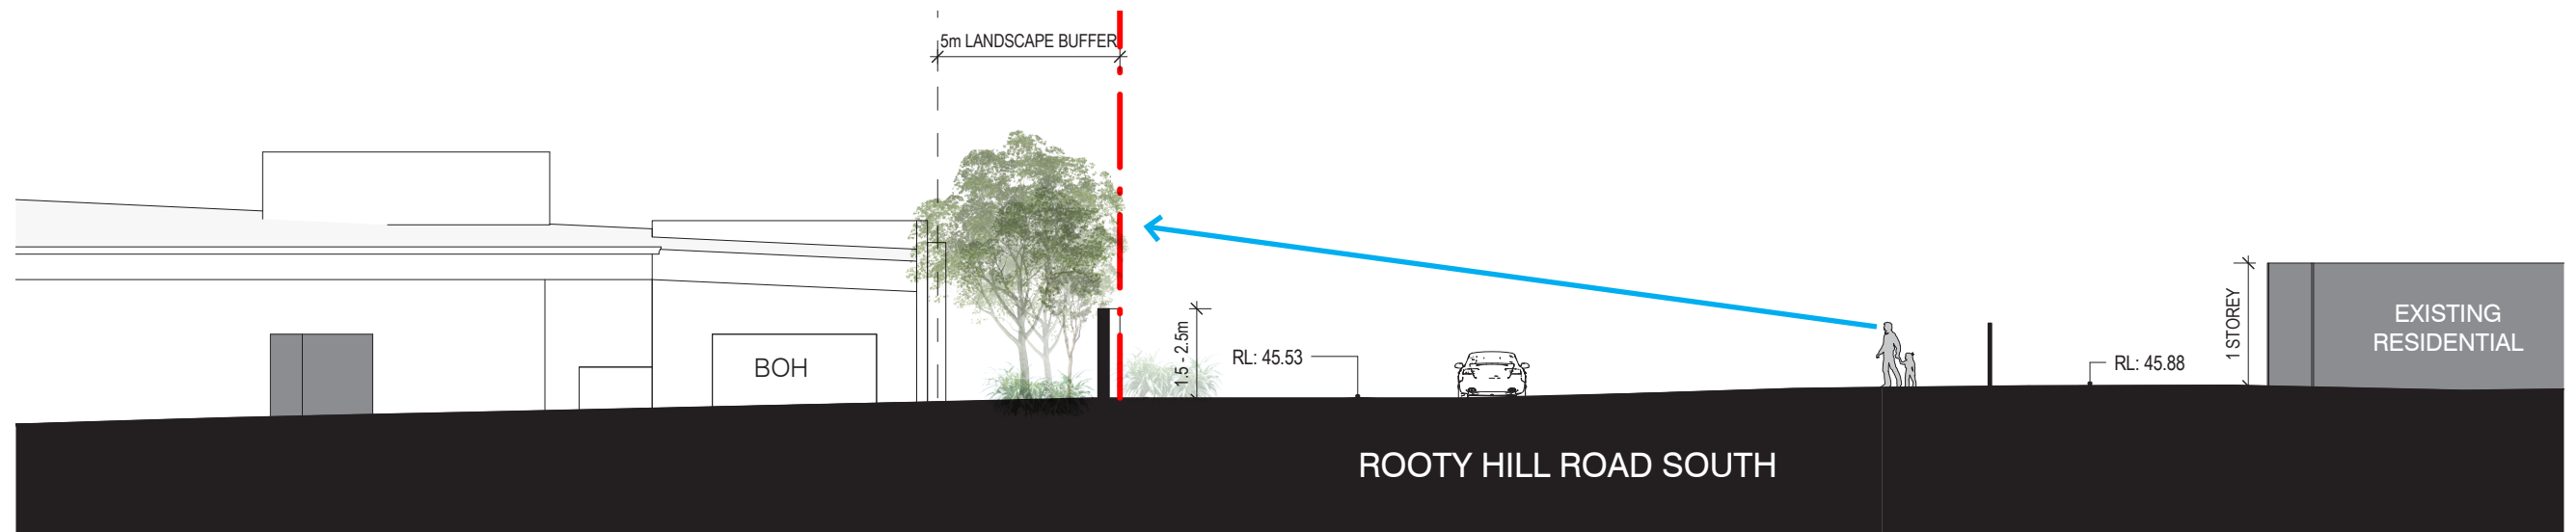 5m LANDSCAPE BUFFER
BOH
1.5 - 2.5m
RL: 45.53
RL: 45.88
1 STOREY
EXISTING
RESIDENTIAL
ROOTY HILL ROAD SOUTH